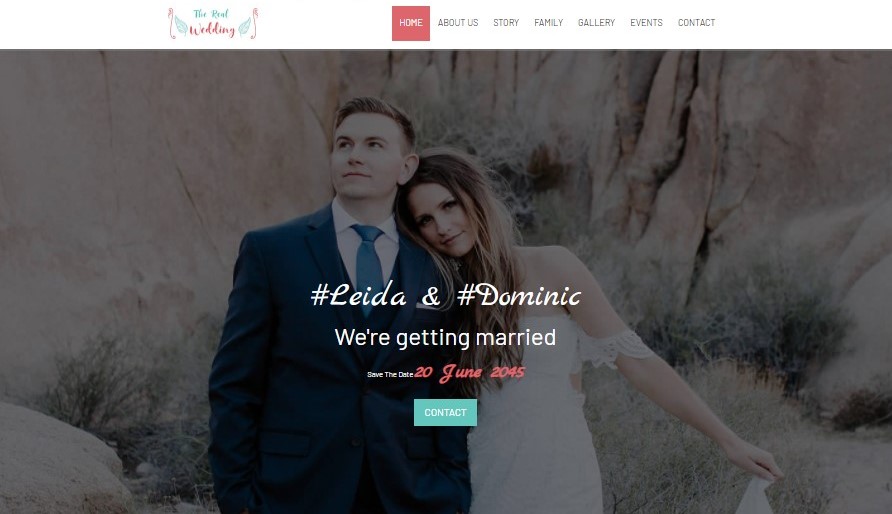 The Real
Wedding
HOME ABOUT US STORY FAMILY GALLERY EVENTS CONTACT
#Leida & #Dominic
We're getting married
Save The Date 20 June 2045
CONTACT